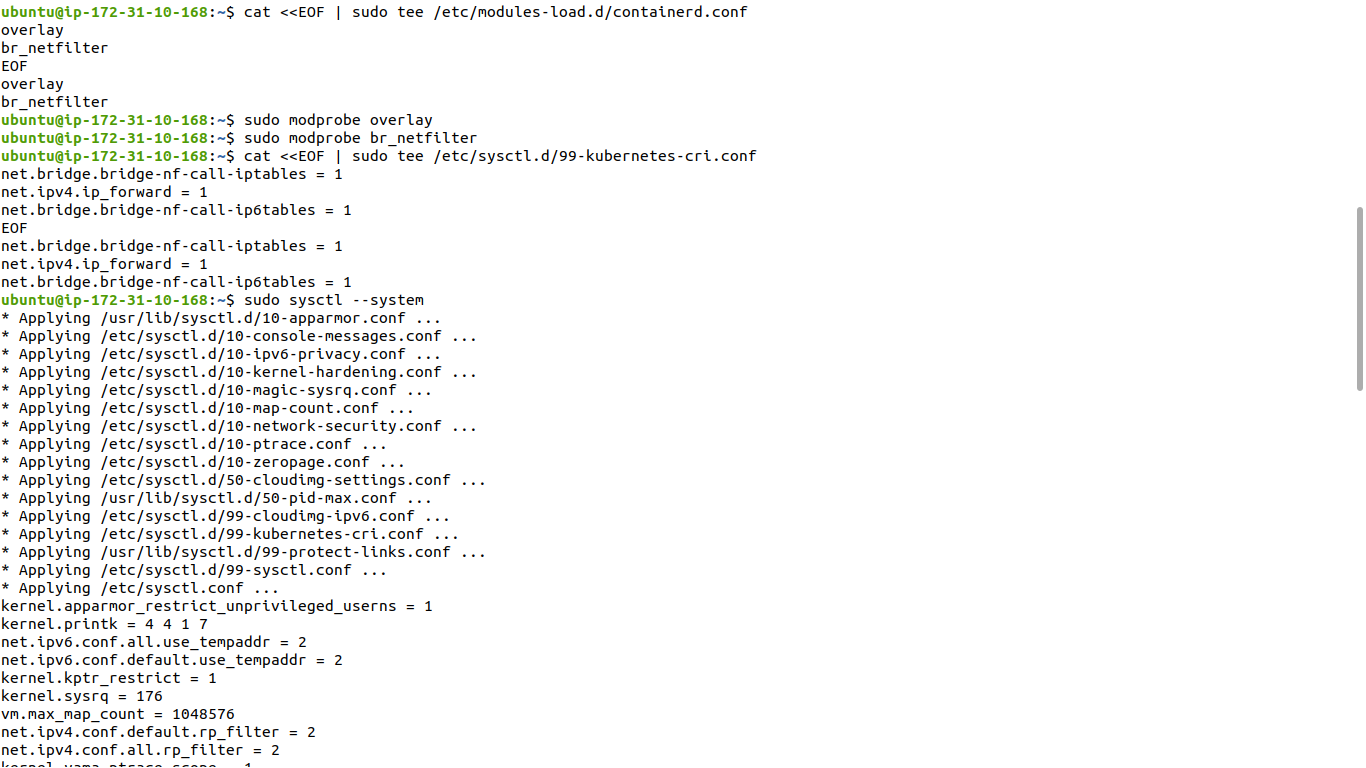 ubuntu@ip-172-31-10-168:~$ cat <<EOF | sudo tee /etc/modules-load.d/containerd.conf
overlay
br_netfilter
EOF
overlay
br_netfilter
ubuntu@ip-172-31-10-168:~$ sudo modprobe overlay
ubuntu@ip-172-31-10-168:~$ sudo modprobe br_netfilter
ubuntu@ip-172-31-10-168:~$ cat <<EOF | sudo tee /etc/sysctl.d/99-kubernetes-cri.conf
net.bridge.bridge-nf-call-iptables = 1
net.ipv4.ip_forward = 1
net.bridge.bridge-nf-call-ip6tables = 1
EOF
net.bridge.bridge-nf-call-iptables = 1
net.ipv4.ip_forward = 1
net.bridge.bridge-nf-call-ip6tables = 1
ubuntu@ip-172-31-10-168:~$ sudo sysctl --system
* Applying /usr/lib/sysctl.d/10-apparmor.conf ...
* Applying /etc/sysctl.d/10-console-messages.conf ...
* Applying /etc/sysctl.d/10-ipv6-privacy.conf ...
* Applying /etc/sysctl.d/10-kernel-hardening.conf ...
* Applying /etc/sysctl.d/10-magic-sysrq.conf ...
* Applying /etc/sysctl.d/10-map-count.conf ...
* Applying /etc/sysctl.d/10-network-security.conf ...
* Applying /etc/sysctl.d/10-ptrace.conf ...
* Applying /etc/sysctl.d/10-zeropage.conf ...
* Applying /etc/sysctl.d/50-cloudimg-settings.conf ...
* Applying /usr/lib/sysctl.d/50-pid-max.conf ...
* Applying /etc/sysctl.d/99-cloudimg-ipv6.conf ...
* Applying /etc/sysctl.d/99-kubernetes-cri.conf ...
* Applying /usr/lib/sysctl.d/99-protect-links.conf ...
* Applying /etc/sysctl.d/99-sysctl.conf ...
* Applying /etc/sysctl.conf ...
kernel.apparmor_restrict_unprivileged_userns = 1
kernel.printk = 4 4 1 7
net.ipv6.conf.all.use_tempaddr = 2
net.ipv6.conf.default.use_tempaddr = 2
kernel.kptr_restrict = 1
kernel.sysrq = 176
vm.max_map_count = 1048576
net.ipv4.conf.default.rp_filter = 2
net.ipv4.conf.all.rp_filter = 2